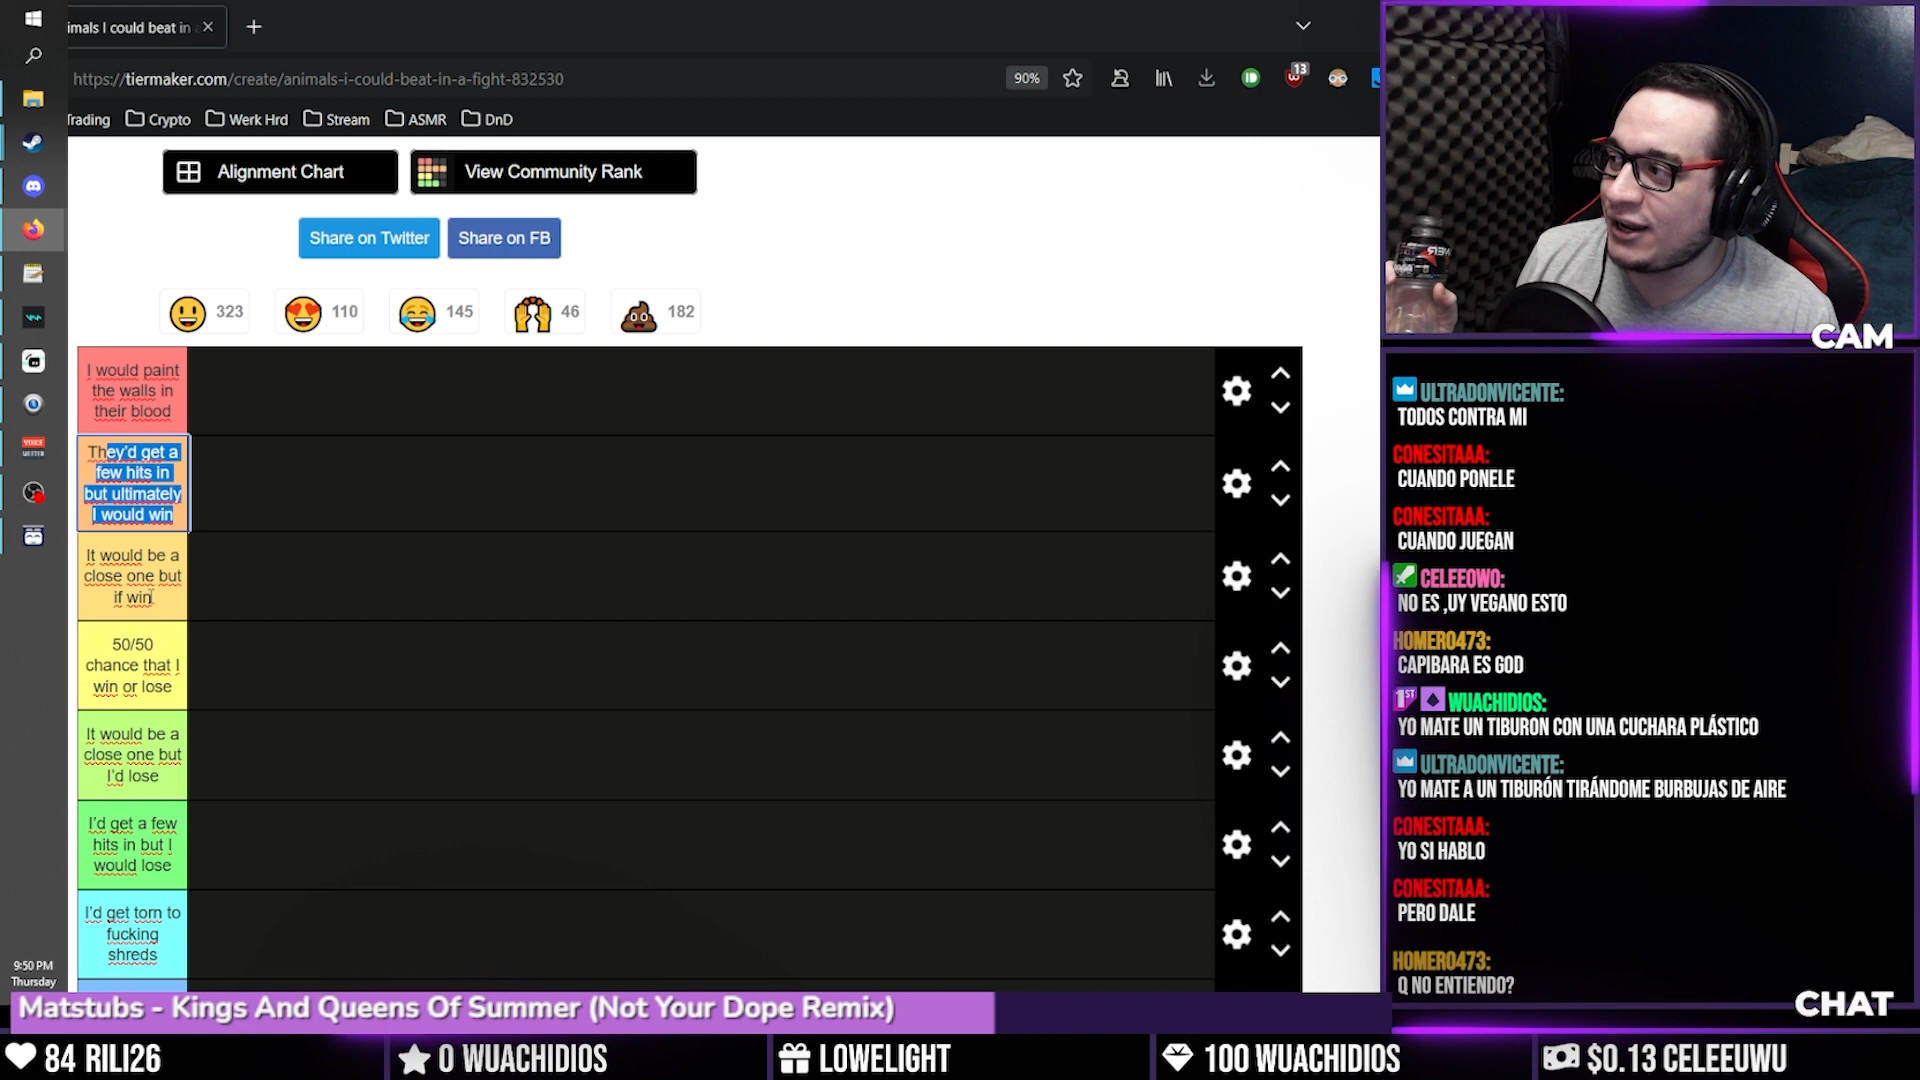 imals I could beat in
https://tiermaker.com/create/animals-i-could-beat-in-a-fight-832530
90%
13
Trading
Crypto
Werk Hrd
Stream
ASMR
DnD
Alignment Chart
View Community Rank
Share on Twitter
Share on FB
323
110
145
46
182
I would paint
the walls in
their blood
They'd get a
few hits in
but ultimately
I would win
It would be a
close one but
if win
50/50
chance that I
win or lose
It would be a
close one but
I'd lose
I'd get a few
hits in but I
would lose
I'd get torn to
fucking
shreds
VOICE
MEETER
9:50 PM
Thursday
CAM
ULTRADONVICENTE:
TODOS CONTRA MI
CONESITAAA:
CUANDO PONELE
CONESITAAA:
CUANDO JUEGAN
CELEEOWO:
NO ES ,UY VEGANO ESTO
HOMERO473:
CAPIBARA ES GOD
1ST WUACHIDIOS:
YO MATE UN TIBURON CON UNA CUCHARA PLÁSTICO
ULTRADONVICENTE:
YO MATE A UN TIBURÓN TIRÁNDOME BURBUJAS DE AIRE
CONESITAAA:
YO SI HABLO
CONESITAAA:
PERO DALE
HOMERO473:
Q NO ENTIENDO?
CHAT
Matstubs - Kings And Queens Of Summer (Not Your Dope Remix)
84 RILI26
0 WUACHIDIOS
LOWELIGHT
100 WUACHIDIOS
$0.13 CELEEUWU